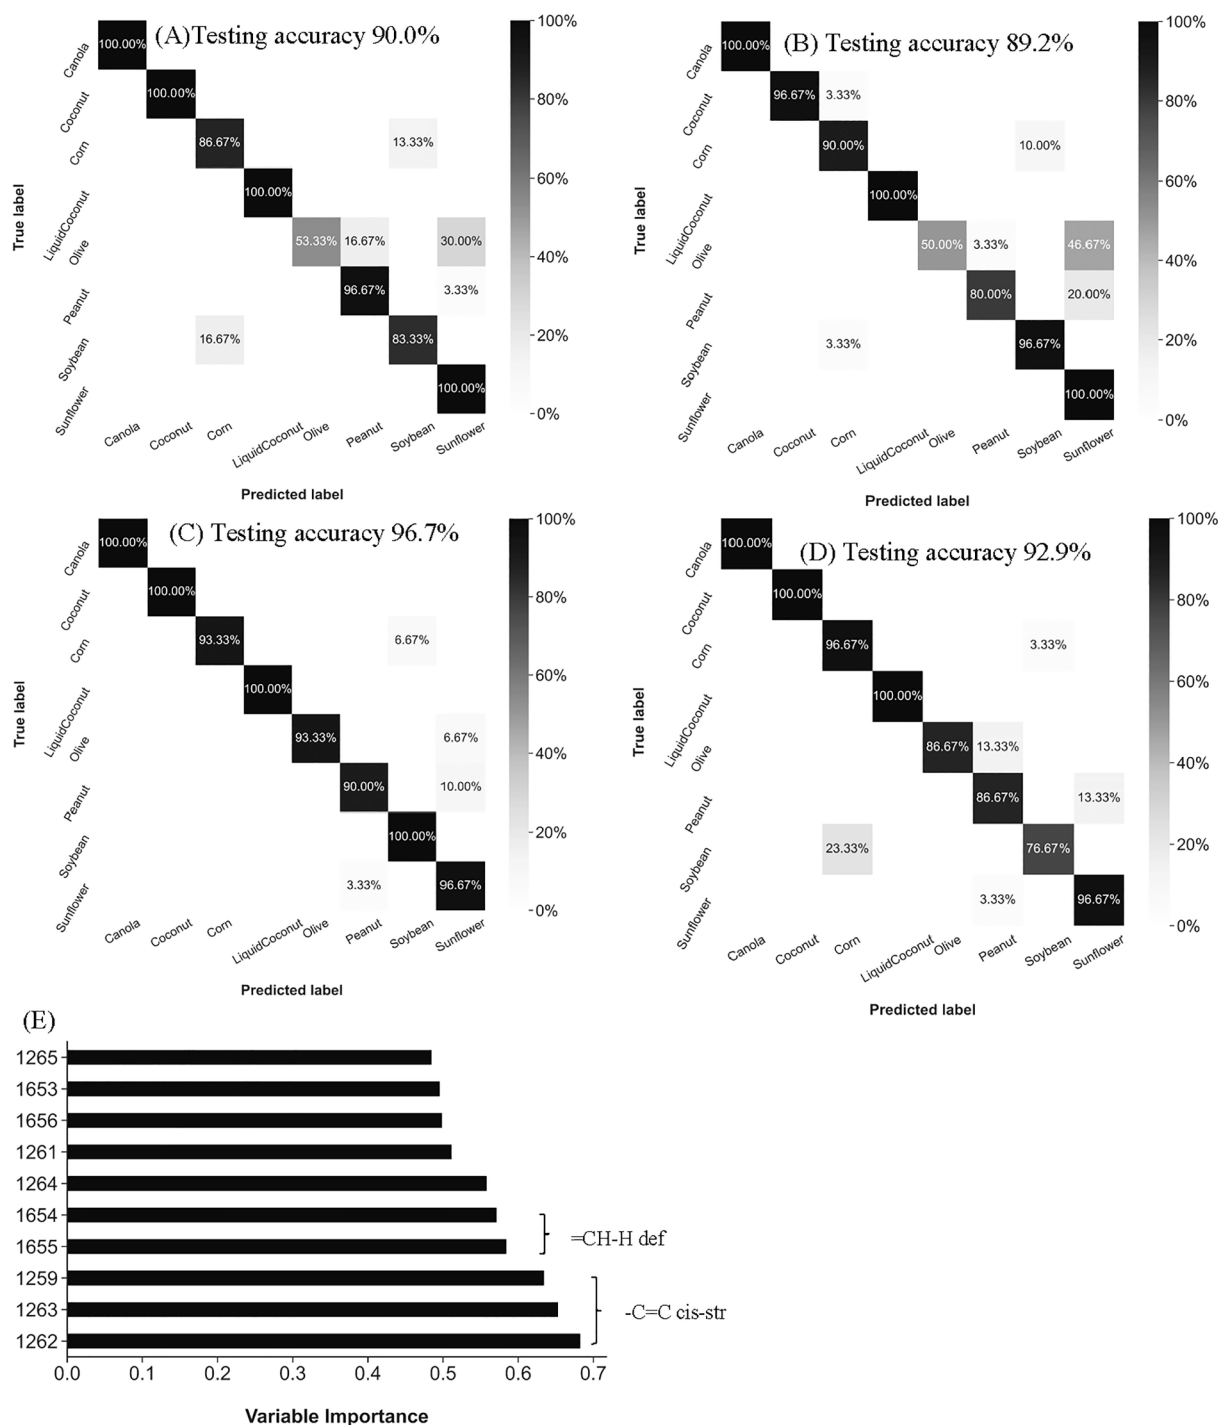 (A)Testing accuracy 90.0%
True label
Canola
Coconut
Corn
LiquidCoconut
Olive
Peanut
Soybean
Sunflower
100.00%
100.00%
86.67% 13.33%
100.00%
53.33% 16.67% 30.00%
96.67% 3.33%
16.67% 83.33%
100.00%
100%
80%
60%
40%
20%
0%
Canola Coconut Corn LiquidCoconut Olive Peanut Soybean Sunflower
Predicted label
(B) Testing accuracy 89.2%
True label
Canola
Coconut
Corn
LiquidCoconut
Olive
Peanut
Soybean
Sunflower
100.00%
96.67% 3.33%
90.00% 10.00%
100.00%
50.00% 3.33% 46.67%
80.00% 20.00%
3.33% 96.67%
100.00%
100%
80%
60%
40%
20%
0%
Canola Coconut Corn LiquidCoconut Olive Peanut Soybean Sunflower
Predicted label
(C) Testing accuracy 96.7%
True label
Canola
Coconut
Corn
LiquidCoconut
Olive
Peanut
Soybean
Sunflower
100.00%
100.00%
93.33% 6.67%
100.00%
93.33% 6.67%
90.00% 10.00%
100.00%
3.33% 96.67%
100%
80%
60%
40%
20%
0%
Canola Coconut Corn LiquidCoconut Olive Peanut Soybean Sunflower
Predicted label
(D) Testing accuracy 92.9%
True label
Canola
Coconut
Corn
LiquidCoconut
Olive
Peanut
Soybean
Sunflower
100.00%
100.00%
96.67% 3.33%
100.00%
86.67% 13.33%
86.67% 13.33%
23.33% 76.67%
3.33% 96.67%
100%
80%
60%
40%
20%
0%
Canola Coconut Corn LiquidCoconut Olive Peanut Soybean Sunflower
Predicted label
(E)
1265
1653
1656
1261
1264
1654
1655
=CH-H def
1259
1263
-C=C cis-str
1262
0.0 0.1 0.2 0.3 0.4 0.5 0.6 0.7
Variable Importance